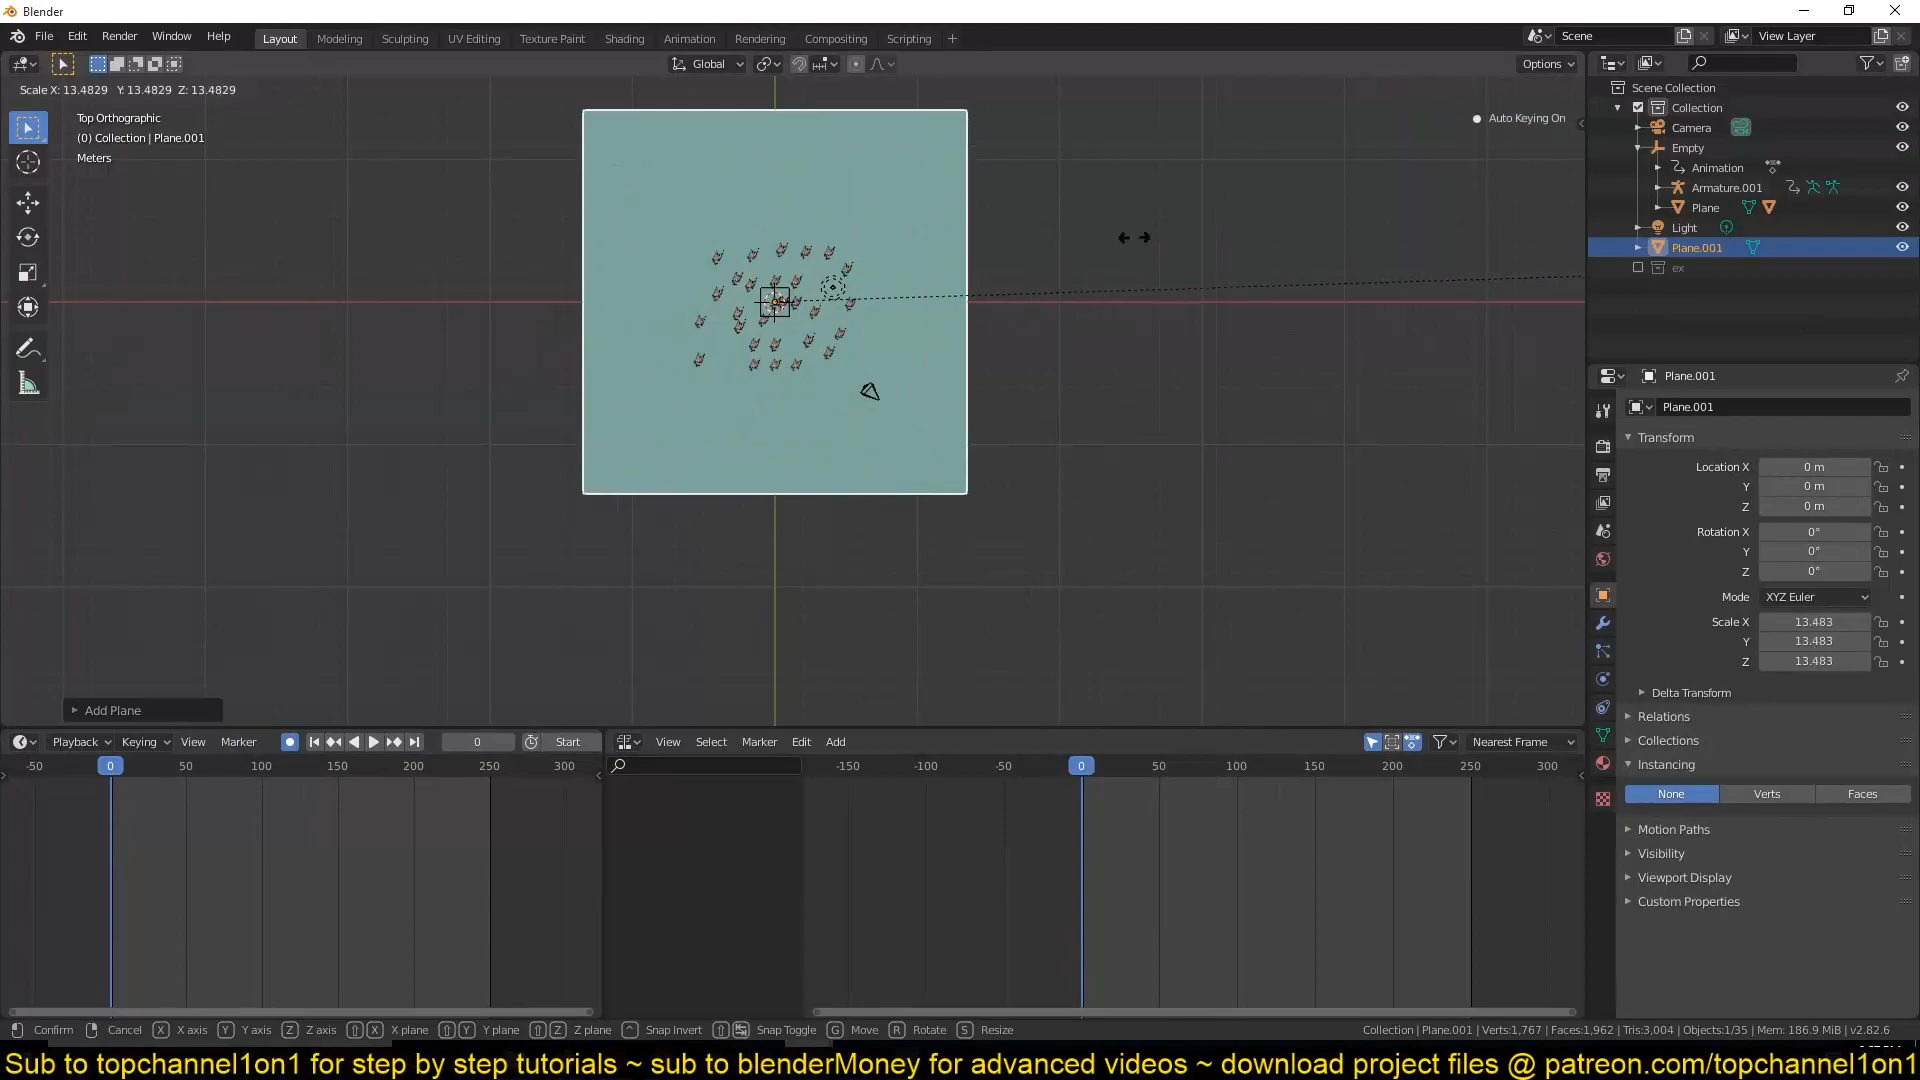 Blender
File Edit Render Window Help Layout Modeling Sculpting UV Editing Texture Paint Shading Animation Rendering Compositing Scripting + Scene View Layer
Global Options
Scale X: 13.4829 Y: 13.4829 Z: 13.4829
Top Orthographic
(0) Collection | Plane.001
Meters
Auto Keying On
Scene Collection
Collection
Camera
Empty
Animation
Armature.001
Plane
Light
Plane.001
ex
Plane.001
Plane.001
Transform
Location X 0 m
Y 0 m
Z 0 m
Rotation X 0°
Y 0°
Z 0°
Mode XYZ Euler
Scale X 13.483
Y 13.483
Z 13.483
Delta Transform
Relations
Collections
Instancing
None Verts Faces
Motion Paths
Visibility
Viewport Display
Custom Properties
Add Plane
Playback Keying View Marker 0 Start
View Select Marker Edit Add Nearest Frame
-50 0 50 100 150 200 250 300
-150 -100 -50 0 50 100 150 200 250 300
Confirm Cancel X X axis Y Y axis Z Z axis X X plane Y Y plane Z Z plane Snap Invert Snap Toggle G Move R Rotate S Resize
Collection | Plane.001 | Verts:1,767 | Faces:1,962 | Tris:3,004 | Objects:1/35 | Mem: 186.9 MiB | v2.82.6
Sub to topchannel1on1 for step by step tutorials ~ sub to blenderMoney for advanced videos ~ download project files @ patreon.com/topchannel1on1